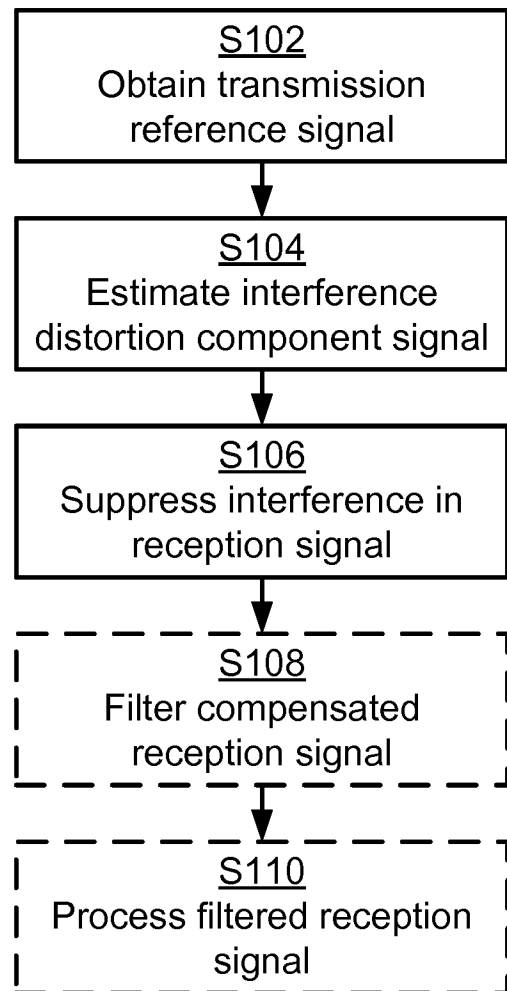 S102
Obtain transmission
reference signal
S104
Estimate interference
distortion component signal
S106
Suppress interference in
reception signal
S108
Filter compensated
reception signal
S110
Process filtered reception
signal